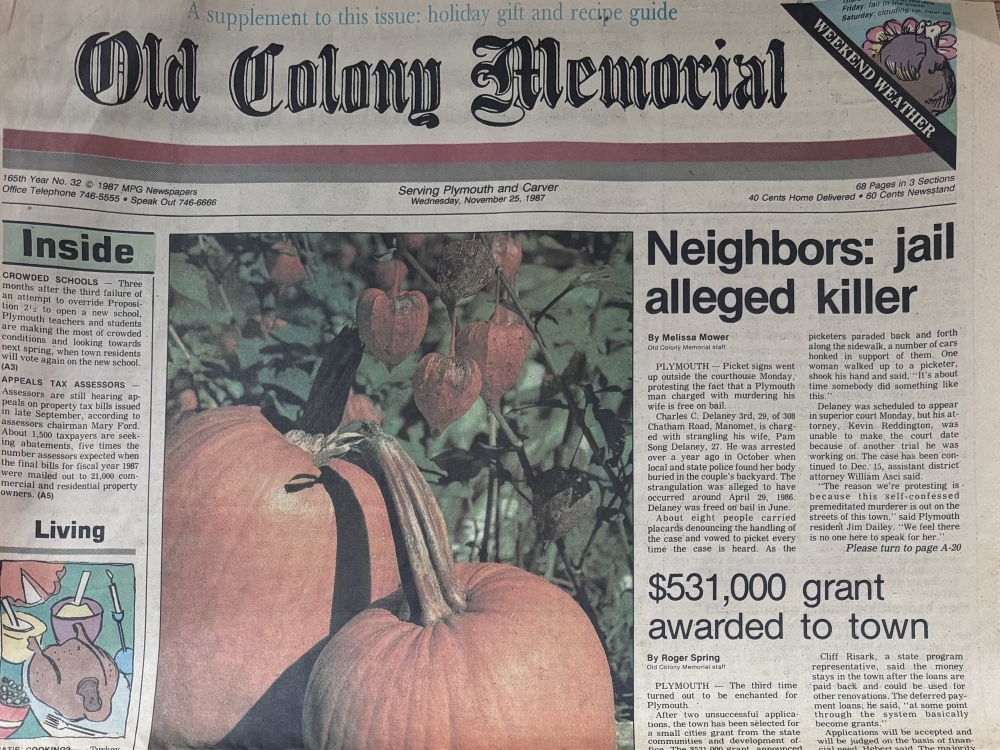 A supplement to this issue: holiday gift and recipe guide
Old Colony Memorial
Friday: fair in the
Saturday: clouding up,
WEEKEND WEATHER
165th Year No. 32 © 1987 MPG Newspapers
Office Telephone 746-5555 • Speak Out 746-6666
Serving Plymouth and Carver
Wednesday, November 25, 1987
68 Pages in 3 Sections
40 Cents Home Delivered • 60 Cents Newsstand
Inside
CROWDED SCHOOLS — Three
months after the third failure of
an attempt to override Proposi-
tion 2½ to open a new school,
Plymouth teachers and students
are making the most of crowded
conditions and looking towards
next spring, when town residents
will vote again on the new school.
(A3)
APPEALS TAX ASSESSORS —
Assessors are still hearing ap-
peals on property tax bills issued
in late September, according to
assessors chairman Mary Ford.
About 1,500 taxpayers are seek-
ing abatements, five times the
number assessors expected when
the final bills for fiscal year 1987
were mailed out to 21,000 com-
mercial and residential property
owners. (A5)
Living
COOKING? Turkey
Neighbors: jail
alleged killer
By Melissa Mower
Old Colony Memorial staff
PLYMOUTH — Picket signs went
up outside the courthouse Monday,
protesting the fact that a Plymouth
man charged with murdering his
wife is free on bail.
Charles C. Delaney 3rd, 29, of 308
Chatham Road, Manomet, is charg-
ed with strangling his wife, Pam
Song Delaney, 27. He was arrested
over a year ago in October when
local and state police found her body
buried in the couple's backyard. The
strangulation was alleged to have
occurred around April 29, 1986.
Delaney was freed on bail in June.
About eight people carried
placards denouncing the handling of
the case and vowed to picket every
time the case is heard. As the
picketers paraded back and forth
along the sidewalk, a number of cars
honked in support of them. One
woman walked up to a picketer,
shook his hand and said, "It's about
time somebody did something like
this."
Delaney was scheduled to appear
in superior court Monday, but his at-
torney, Kevin Reddington, was
unable to make the court date
because of another trial he was
working on. The case has been con-
tinued to Dec. 15, assistant district
attorney William Asci said.
"The reason we're protesting is
because this self-confessed
premeditated murderer is out on the
streets of this town," said Plymouth
resident Jim Dailey. "We feel there
is no one here to speak for her."
Please turn to page A-20
$531,000 grant
awarded to town
By Roger Spring
Old Colony Memorial staff
PLYMOUTH — The third time
turned out to be enchanted for
Plymouth.
After two unsuccessful applica-
tions, the town has been selected for
a small cities grant from the state
communities and development of-
fice. The $531,000 grant, announced
Cliff Risark, a state program
representative, said the money
stays in the town after the loans are
paid back and could be used for
other renovations. The deferred pay-
ment loans, he said, "at some point
through the system basically
become grants."
Applications will be accepted and
will be judged on the basis of finan-
cial need, Hebert said. The majority